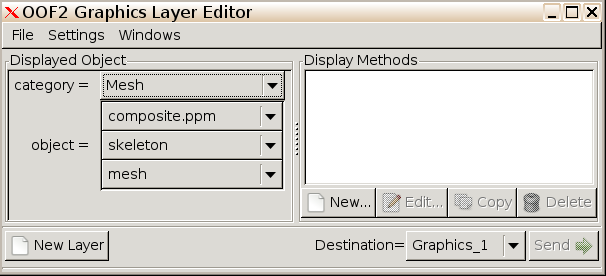 OOF2 Graphics Layer Editor
File Settings Windows
Displayed Object
category = Mesh
composite.ppm
object = skeleton
mesh
Display Methods
New... Edit... Copy Delete
New Layer
Destination= Graphics_1 Send